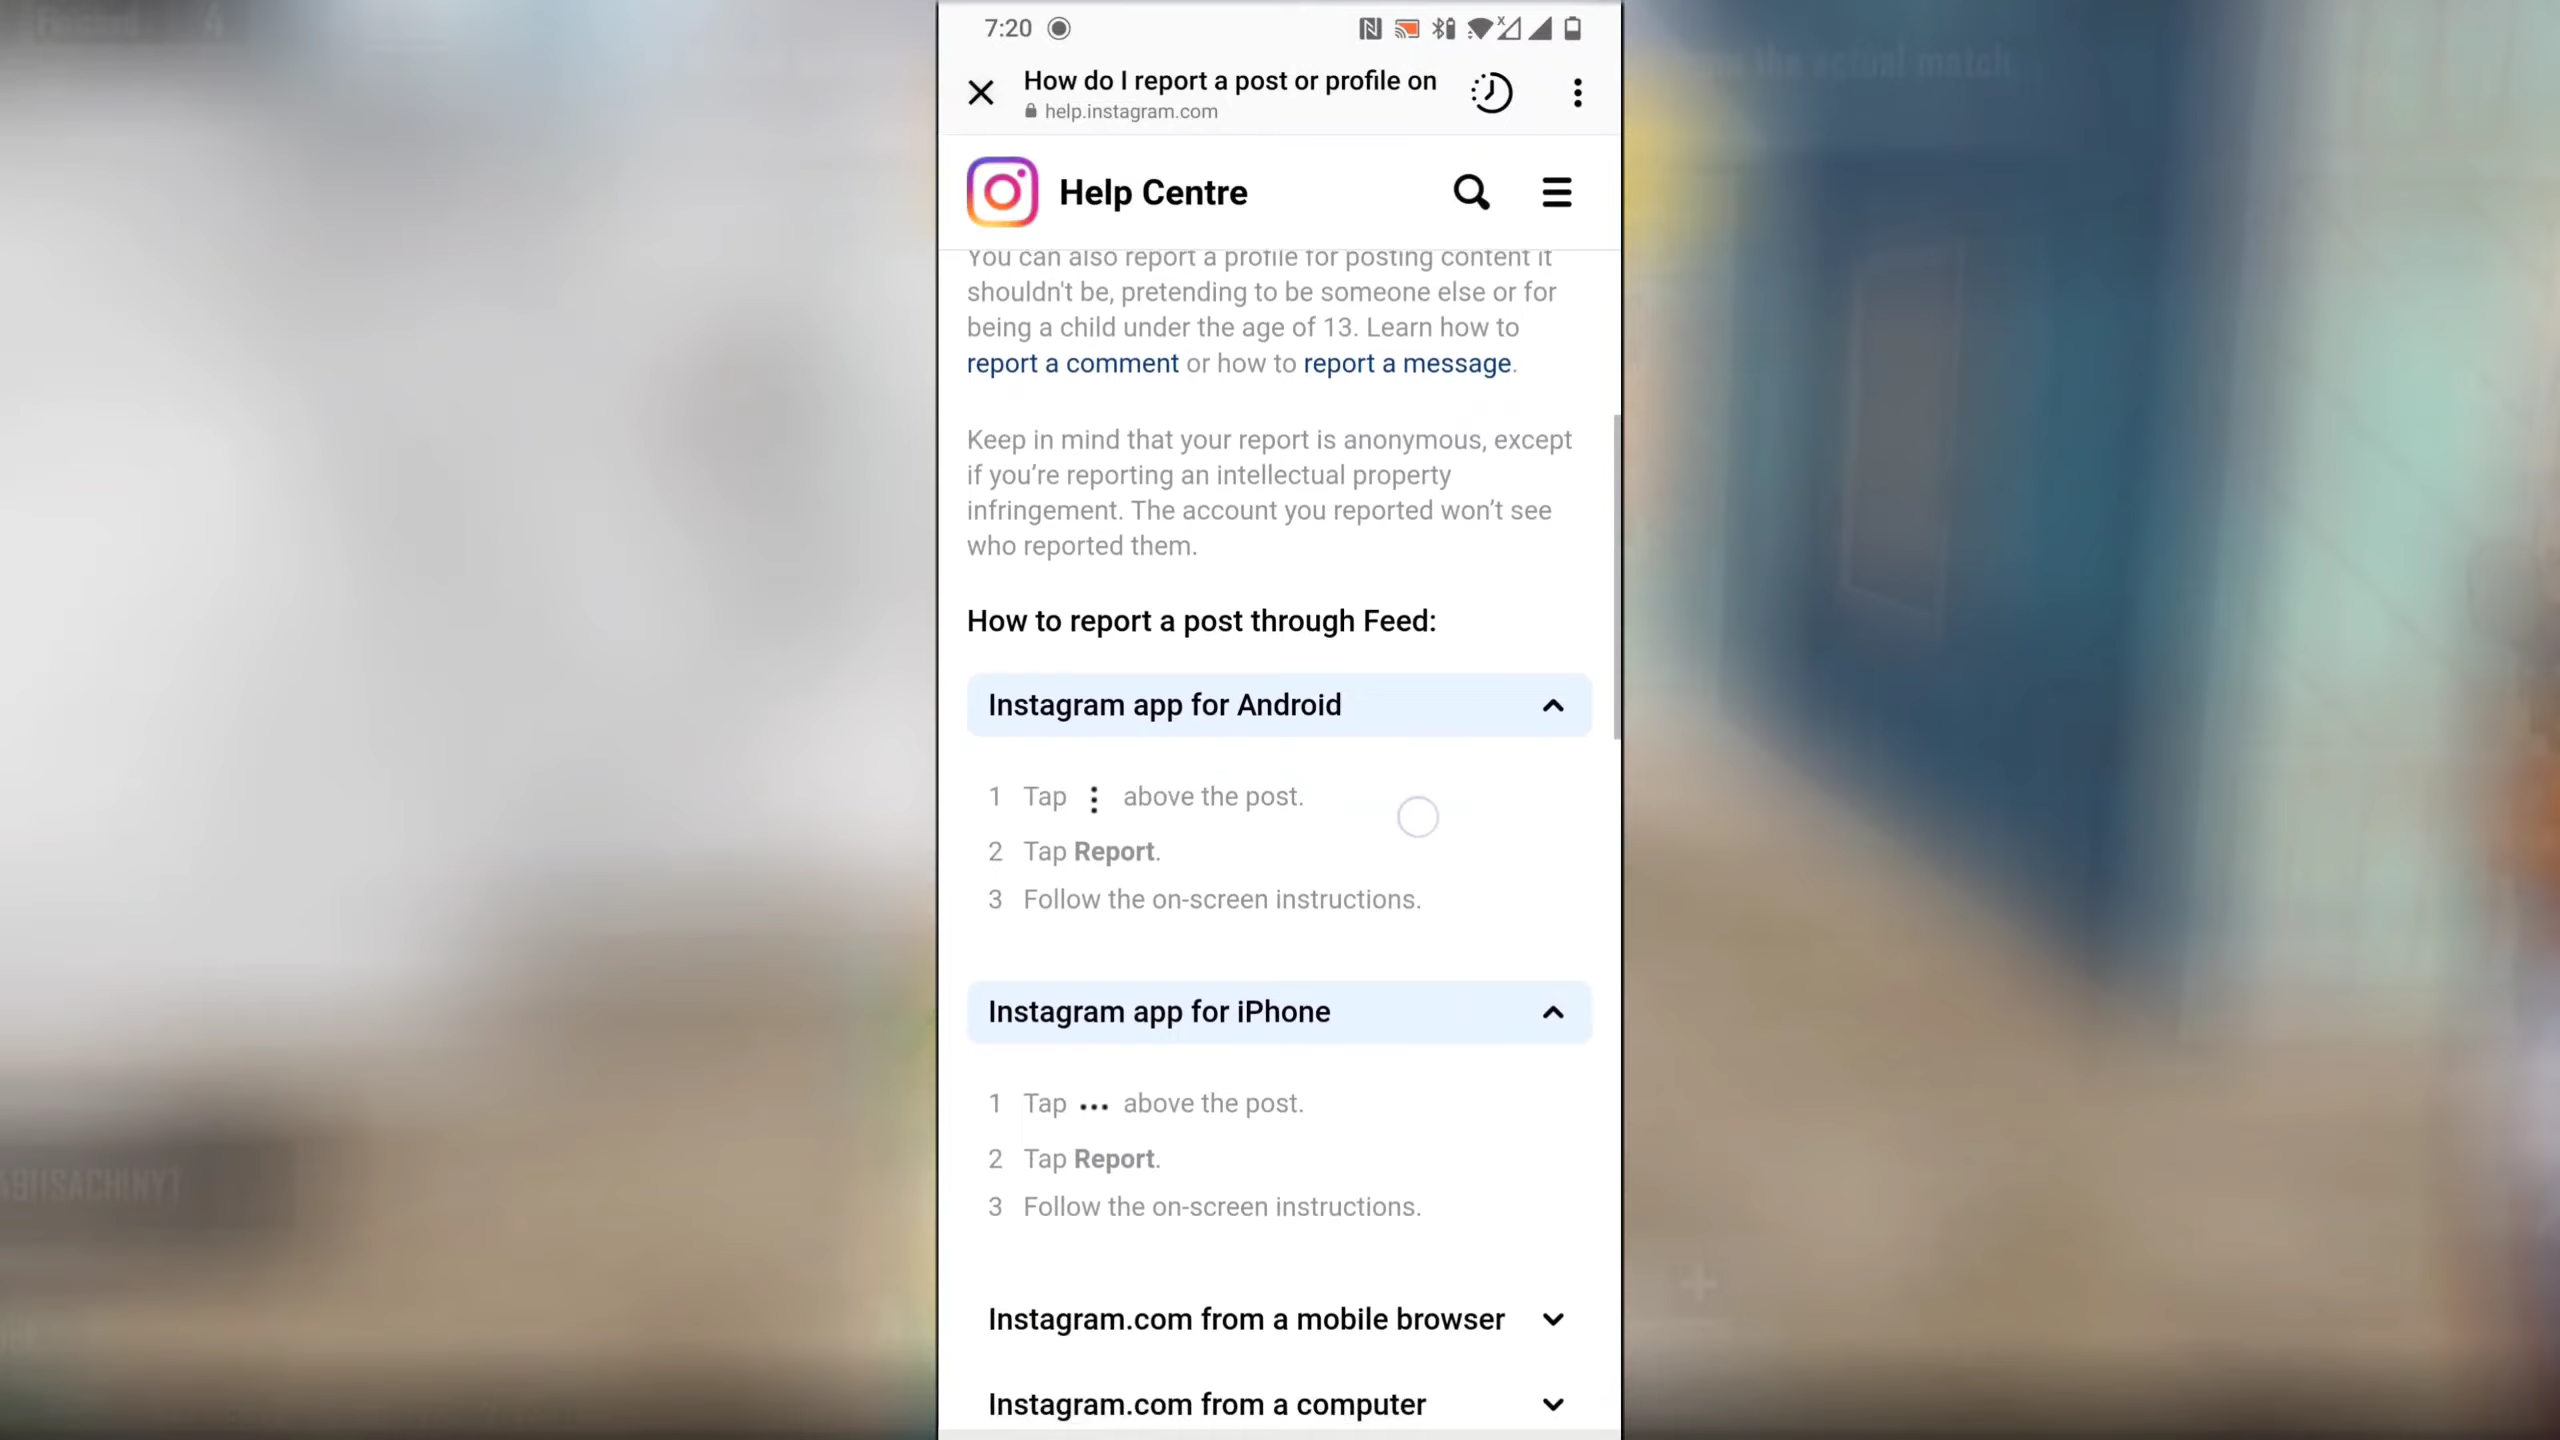 7:20
How do I report a post or profile on
help.instagram.com
Help Centre
You can also report a profile for posting content it
shouldn't be, pretending to be someone else or for
being a child under the age of 13. Learn how to
report a comment or how to report a message.
Keep in mind that your report is anonymous, except
if you’re reporting an intellectual property
infringement. The account you reported won’t see
who reported them.
How to report a post through Feed:
Instagram app for Android
1 Tap ⋮ above the post.
2 Tap Report.
3 Follow the on-screen instructions.
Instagram app for iPhone
1 Tap ••• above the post.
2 Tap Report.
3 Follow the on-screen instructions.
Instagram.com from a mobile browser
Instagram.com from a computer
the actual match